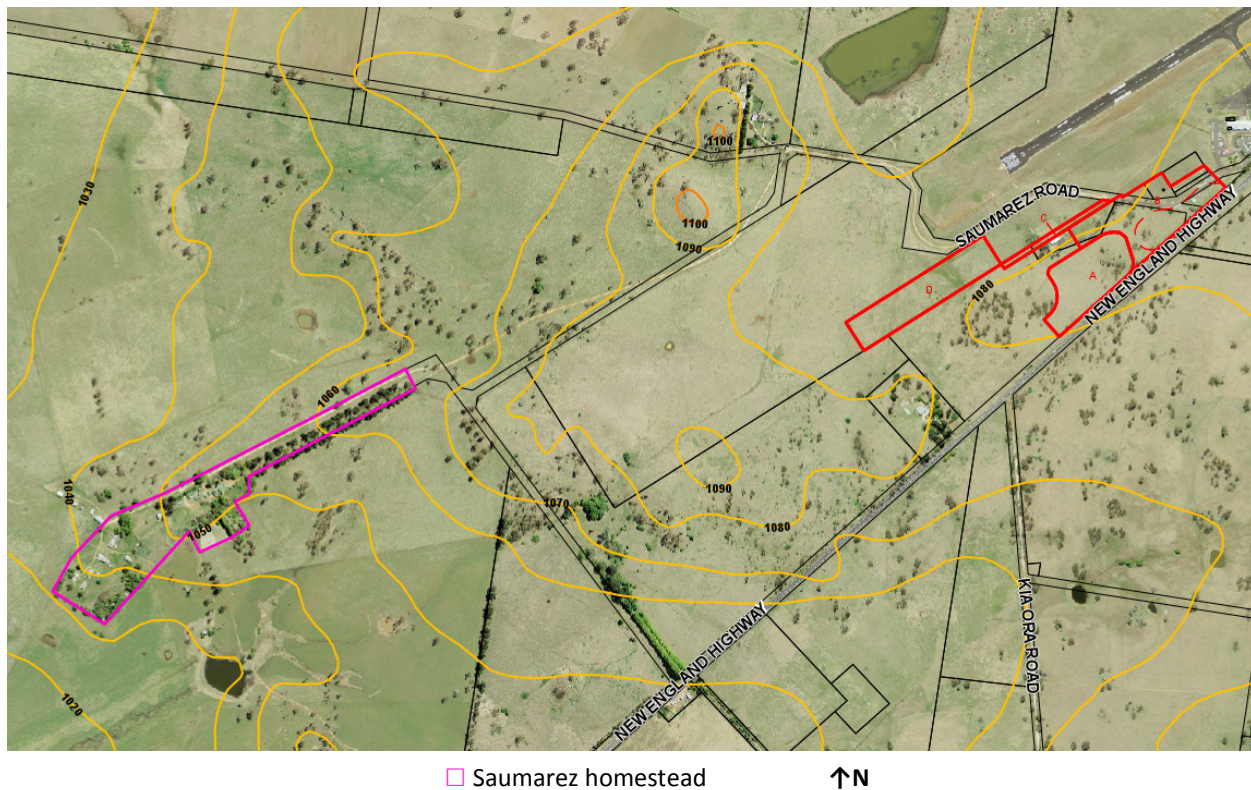 1030
1100
1100
1090
SAUMAREZ ROAD
B
C
A
D
1080
NEW ENGLAND HIGHWAY
1060
1040
1050
1090
1070
1080
1020
KIA ORA ROAD
NEW ENGLAND HIGHWAY
Saumarez homestead ↑N